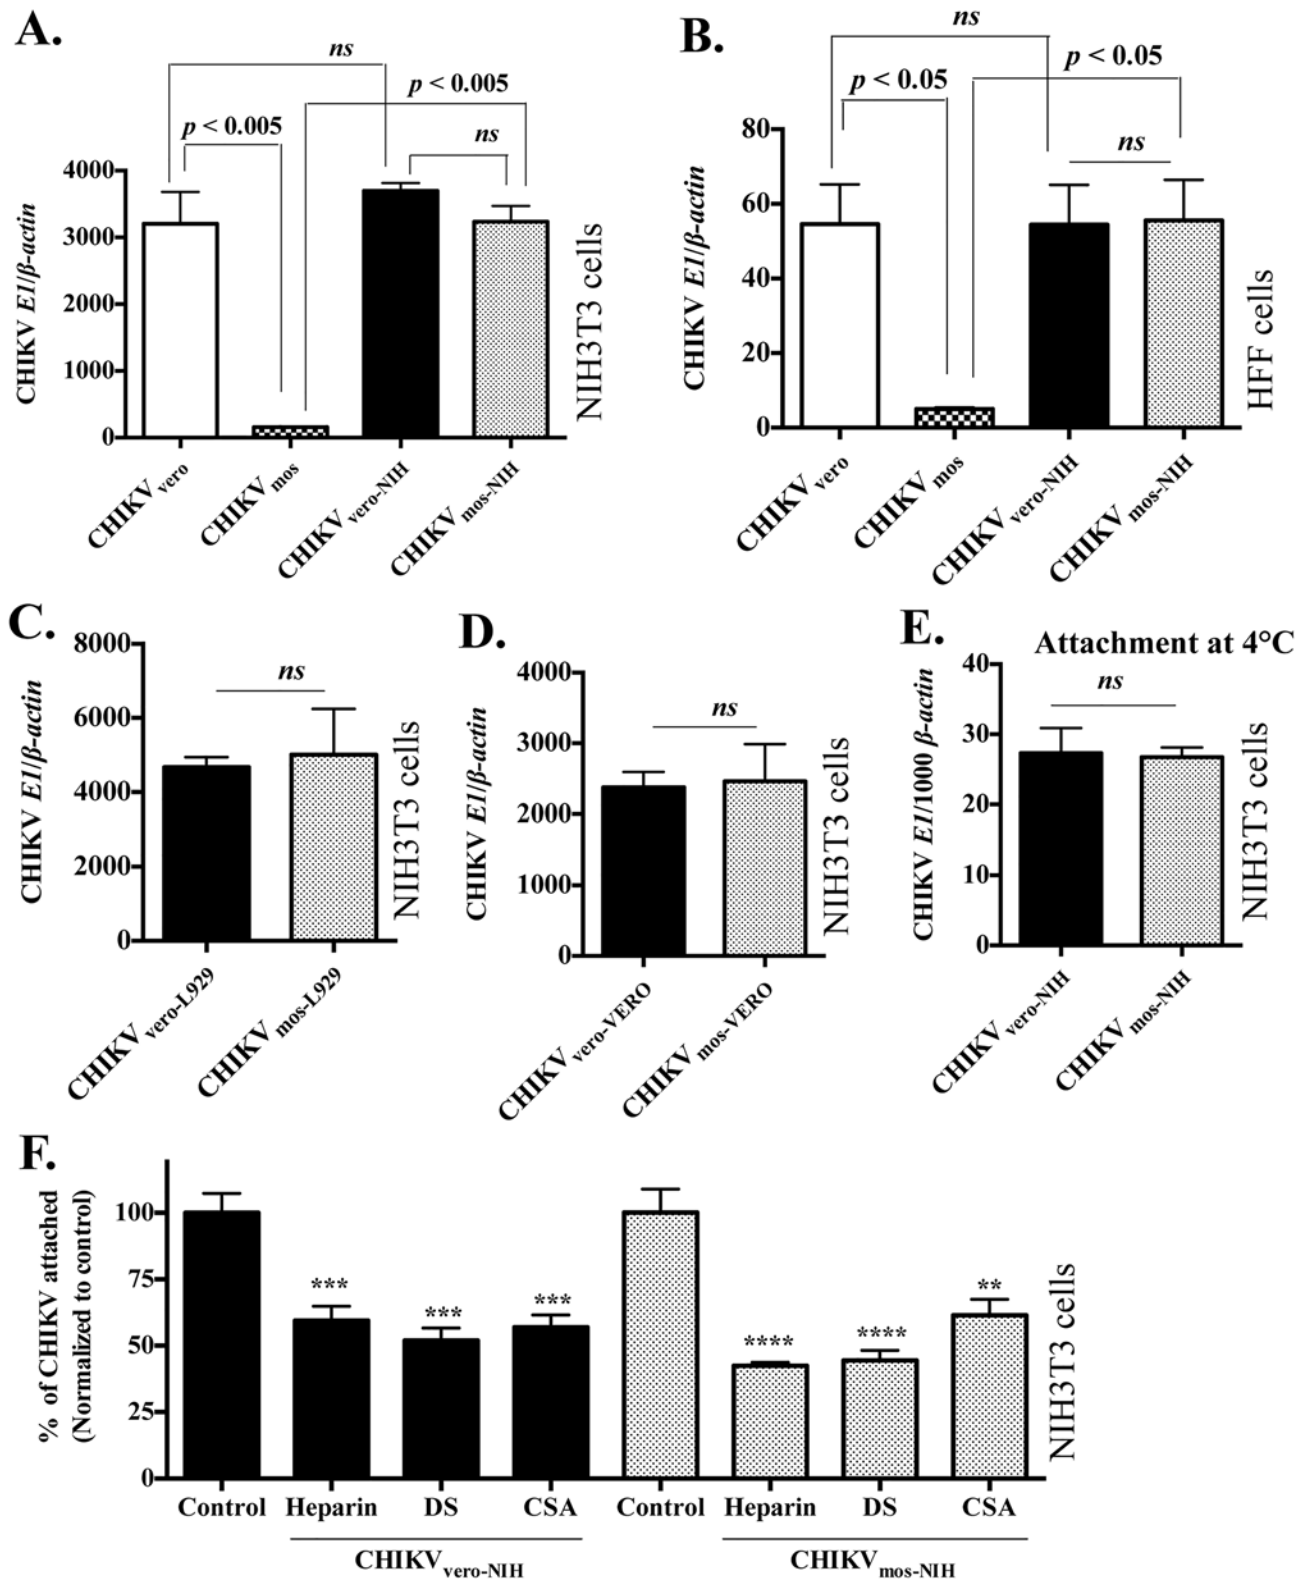 A.
ns
p < 0.005
p < 0.005
ns
CHIKV E1/β-actin
4000
3000
2000
1000
0
NIH3T3 cells
CHIKV vero
CHIKV mos
CHIKV vero-NIH
CHIKV mos-NIH
B.
ns
p < 0.05
p < 0.05
ns
CHIKV E1/β-actin
80
60
40
20
0
HFF cells
CHIKV vero
CHIKV mos
CHIKV vero-NIH
CHIKV mos-NIH
C.
ns
CHIKV E1/β-actin
8000
6000
4000
2000
0
NIH3T3 cells
CHIKV vero-L929
CHIKV mos-L929
D.
ns
CHIKV E1/β-actin
4000
3000
2000
1000
0
NIH3T3 cells
CHIKV vero-VERO
CHIKV mos-VERO
E.
Attachment at 4°C
ns
CHIKV E1/1000 β-actin
40
30
20
10
0
NIH3T3 cells
CHIKV vero-NIH
CHIKV mos-NIH
F.
% of CHIKV attached
(Normalized to control)
100
75
50
25
0
*** *** *** **** **** **
NIH3T3 cells
Control Heparin DS CSA Control Heparin DS CSA
CHIKV vero-NIH CHIKV mos-NIH